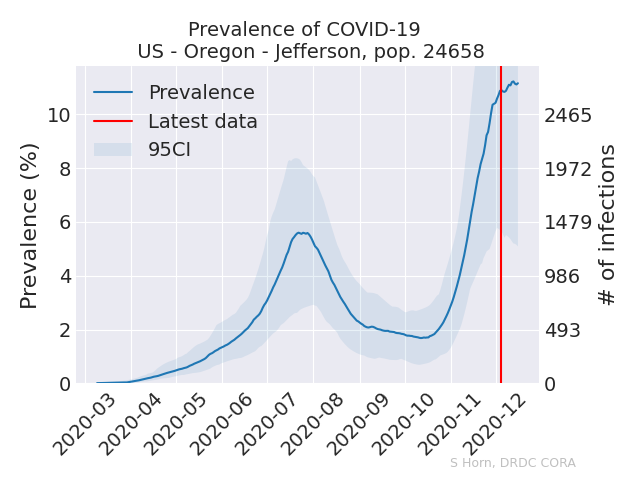 Prevalence of COVID-19
US - Oregon - Jefferson, pop. 24658
Prevalence
Latest data
95CI
Prevalence (%)
10
8
6
4
2
0
2465
1972
1479
986
493
0
# of infections
2020-03
2020-04
2020-05
2020-06
2020-07
2020-08
2020-09
2020-10
2020-11
2020-12
S Horn, DRDC CORA